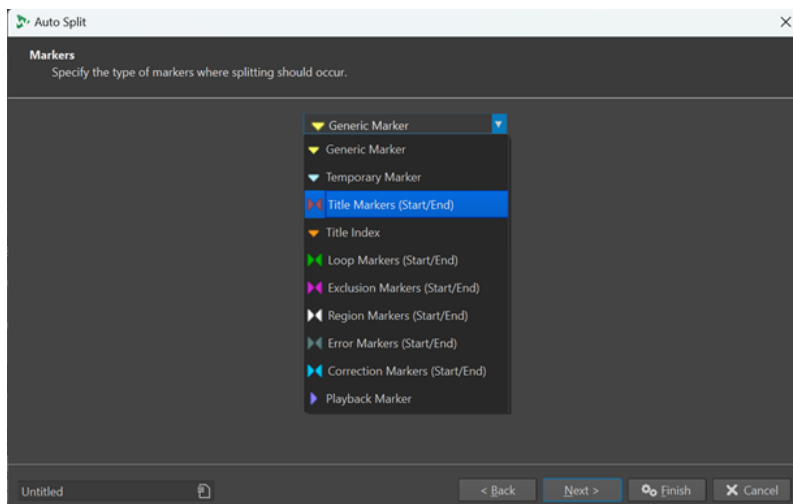 Auto Split
Markers
Specify the type of markers where splitting should occur.
Generic Marker
Generic Marker
Temporary Marker
Title Markers (Start/End)
Title Index
Loop Markers (Start/End)
Exclusion Markers (Start/End)
Region Markers (Start/End)
Error Markers (Start/End)
Correction Markers (Start/End)
Playback Marker
Untitled
< Back
Next >
Finish
Cancel